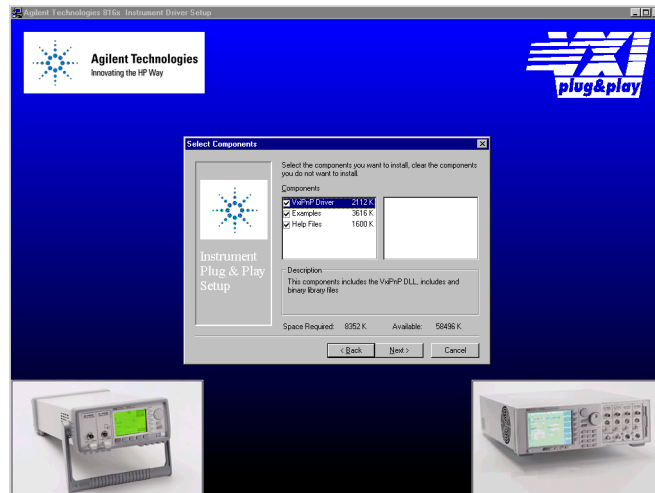 Agilent Technologies 816x Instrument Driver Setup
Agilent Technologies
Innovating the HP Way
VXI
plug&play
Select Components
Select the components you want to install, clear the components
you do not want to install.
Components
VxiPnP Driver 2112 K
Examples 3616 K
Help Files 1600 K
Instrument
Plug & Play
Setup
Description
This components includes the VxiPnP DLL, includes and
binary library files
Space Required: 8352 K Available: 58496 K
< Back Next > Cancel